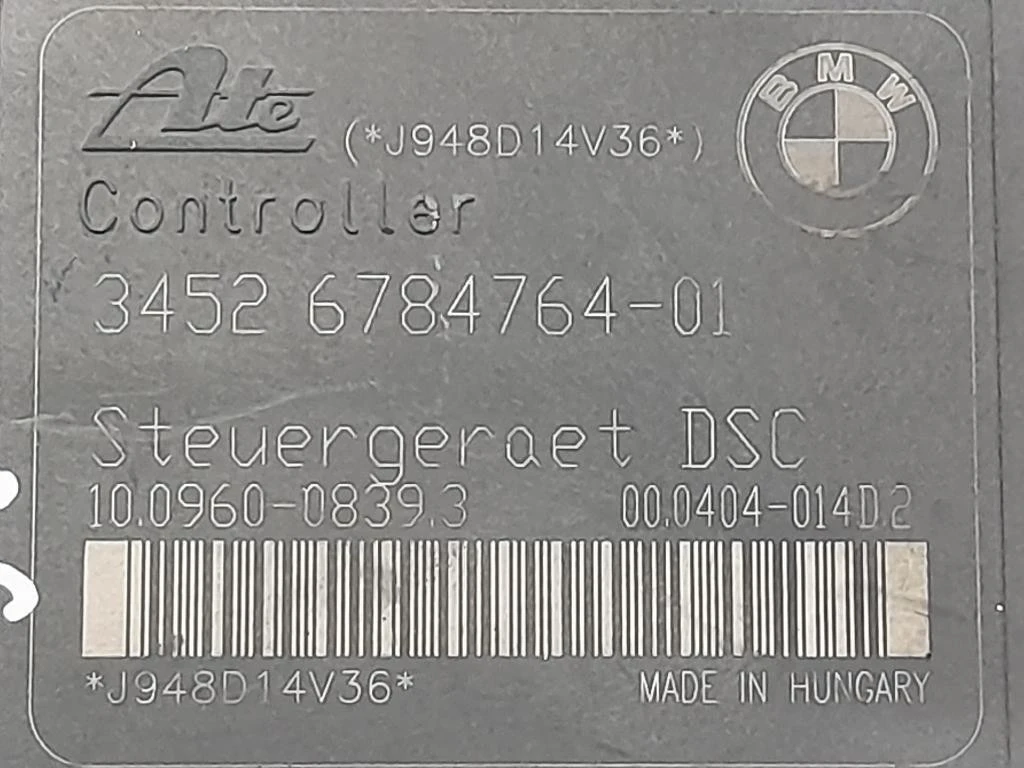 Ate (*J948D14V36*) BMW
Controller
3452 6784764-01
Steuergeraet DSC
10.0960-0839.3 00.0404-014D.2
*J948D14V36* MADE IN HUNGARY